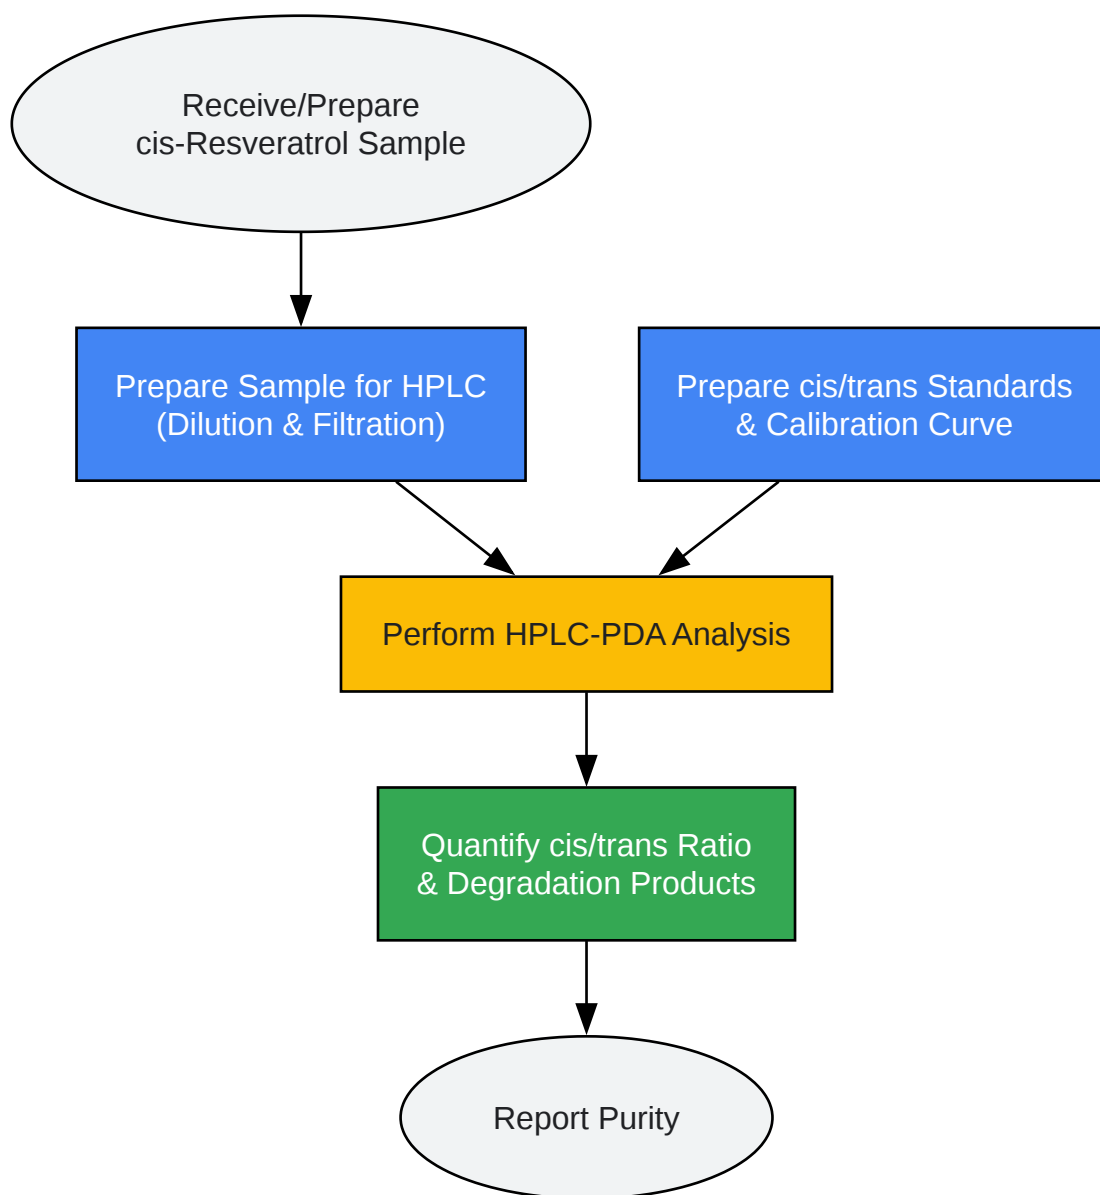 Receive/Prepare
cis-Resveratrol Sample
Prepare Sample for HPLC
(Dilution & Filtration)
Prepare cis/trans Standards
& Calibration Curve
Perform HPLC-PDA Analysis
Quantify cis/trans Ratio
& Degradation Products
Report Purity